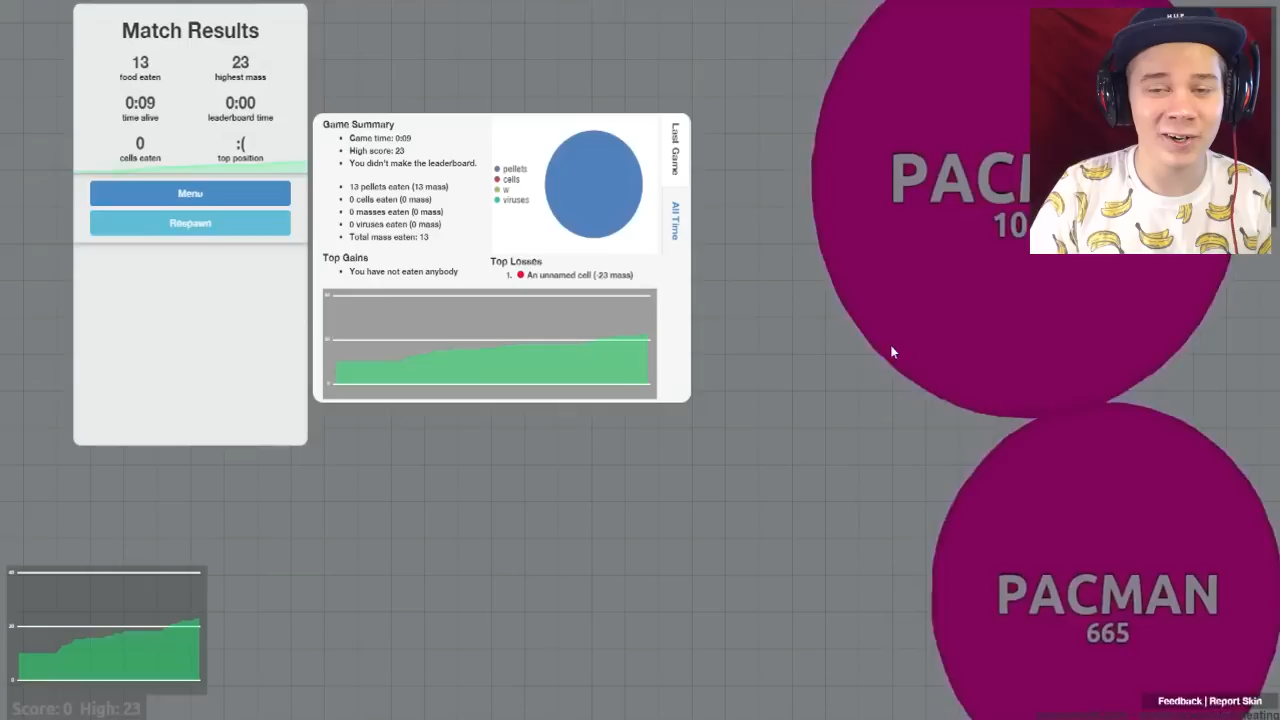 Match Results
13
food eaten
23
highest mass
0:09
time alive
0:00
leaderboard time
0
cells eaten
:(
top position
Menu
Respawn
Game Summary
Game time: 0:09
High score: 23
You didn't make the leaderboard.
13 pellets eaten (13 mass)
0 cells eaten (0 mass)
0 masses eaten (0 mass)
0 viruses eaten (0 mass)
Total mass eaten: 13
pellets
cells
w
viruses
Last Game
All Time
Top Gains
You have not eaten anybody
Top Losses
1. An unnamed cell (-23 mass)
PACM
10
PACMAN
665
Score: 0 High: 23
Feedback | Report Skin